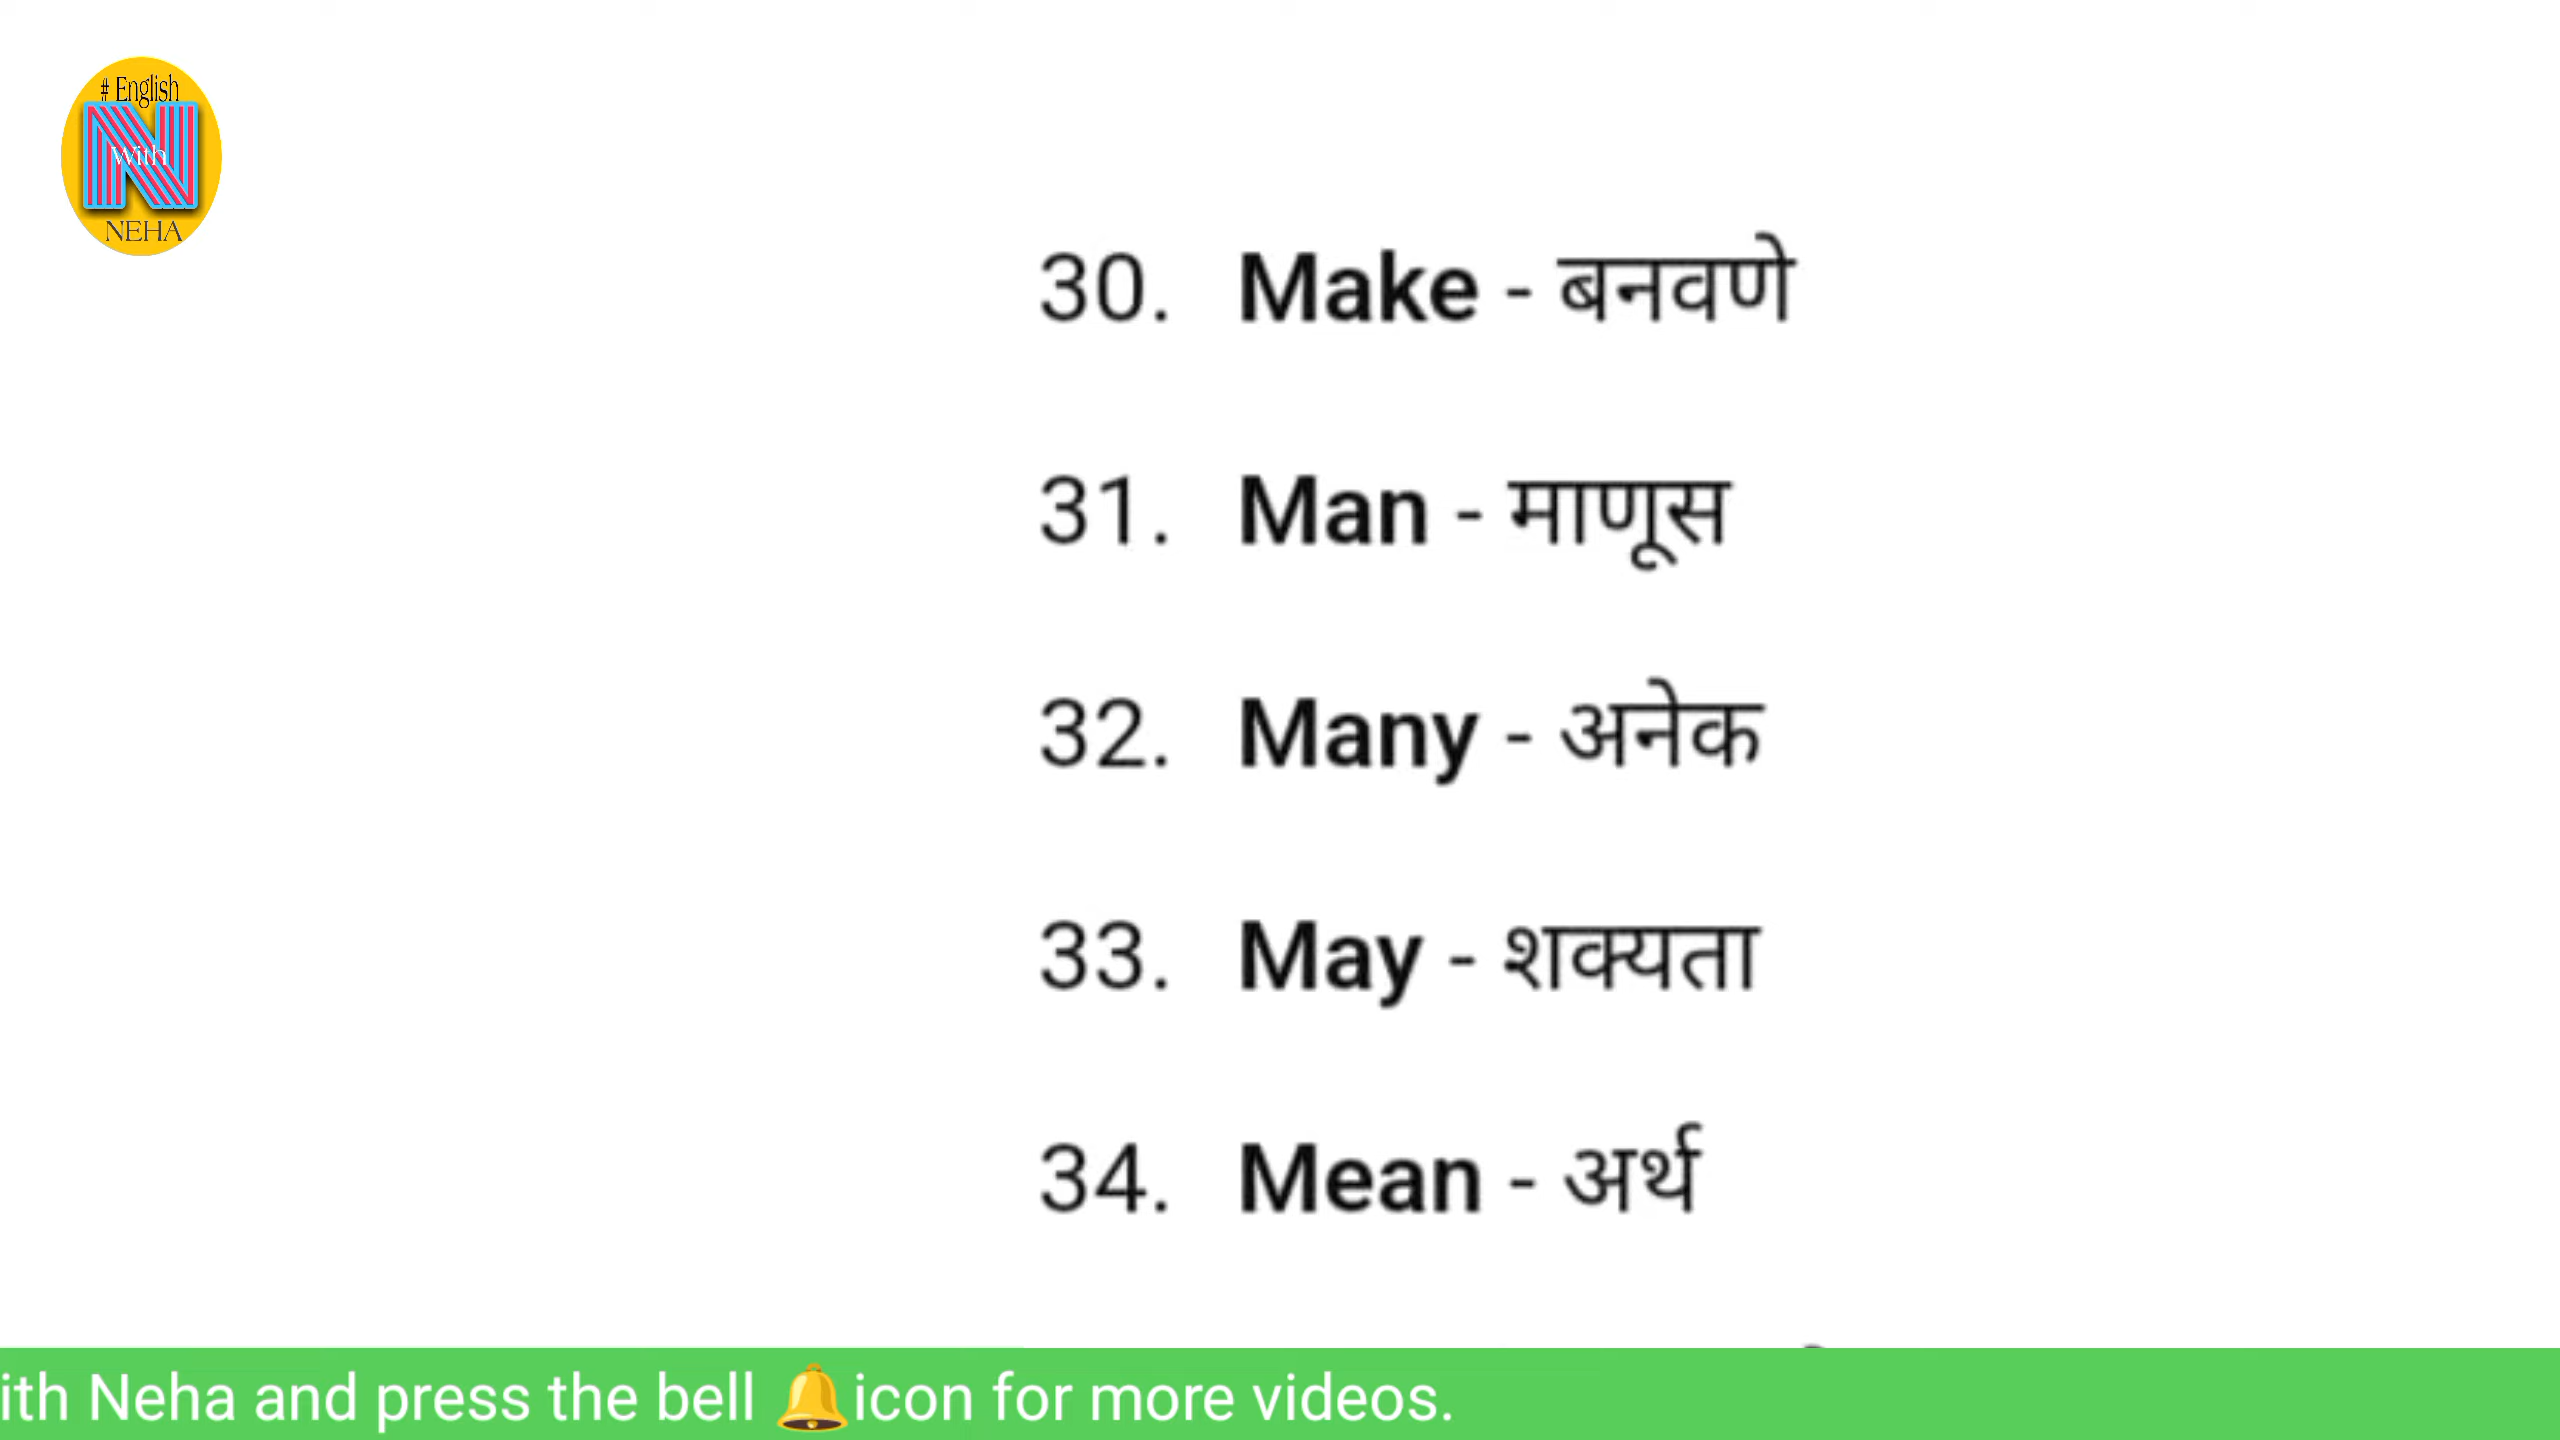 # English
With
NEHA
30. Make - बनवणे
31. Man - माणूस
32. Many - अनेक
33. May - शक्यता
34. Mean - अर्थ
ith Neha and press the bell 🔔icon for more videos.